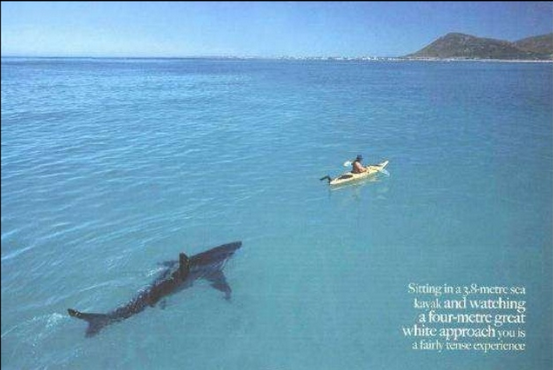 Sitting in a 3.8-metre sea
kayak and watching
a four-metre great
white approach you is
a fairly tense experience